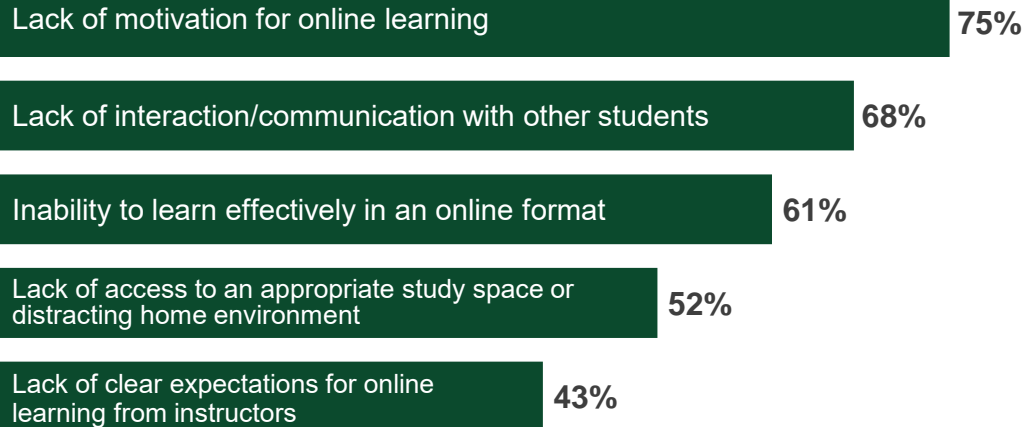 Lack of motivation for online learning 75%
Lack of interaction/communication with other students 68%
Inability to learn effectively in an online format 61%
Lack of access to an appropriate study space or
distracting home environment 52%
Lack of clear expectations for online
learning from instructors 43%